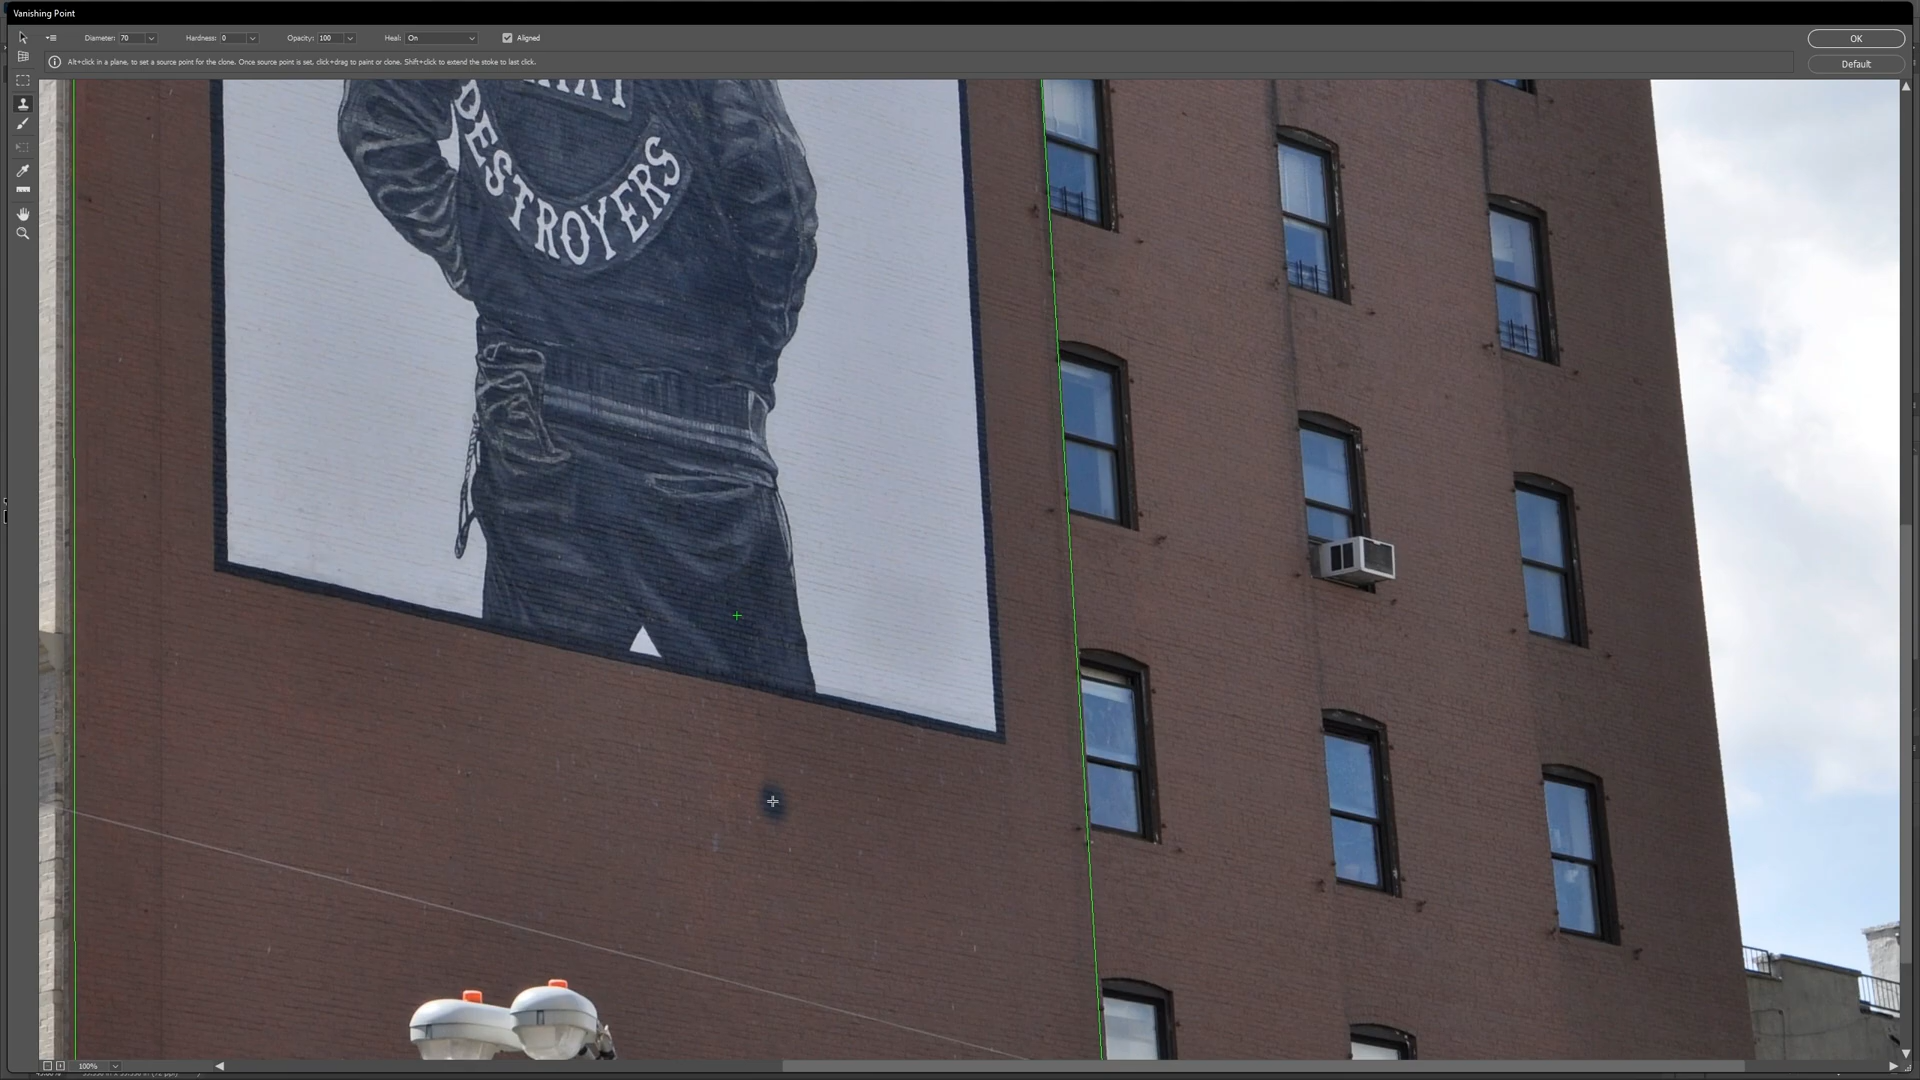 Vanishing Point
Diameter: 70 Hardness: 0 Opacity: 100 Heal: On Aligned
OK
Alt+click in a plane, to set a source point for the clone. Once source point is set, click+drag to paint or clone. Shift+click to extend the stoke to last click.
Default
DESTROYERS
100%